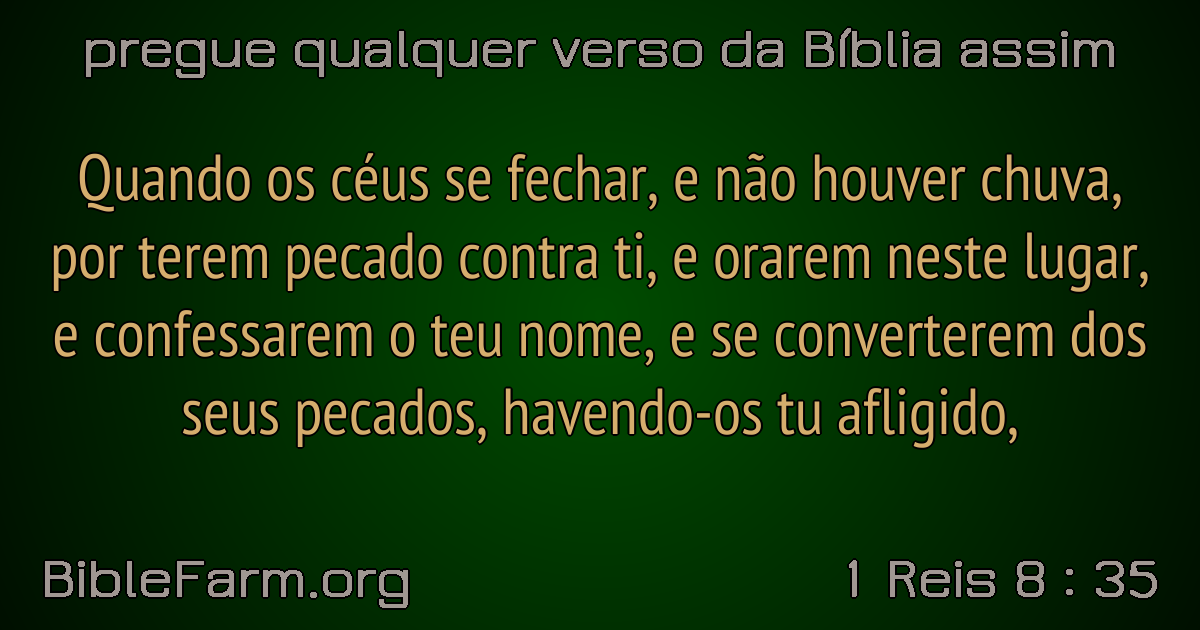 pregue qualquer verso da Bíblia assim
Quando os céus se fechar, e não houver chuva,
por terem pecado contra ti, e orarem neste lugar,
e confessarem o teu nome, e se converterem dos
seus pecados, havendo-os tu afligido,
BibleFarm.org
1 Reis 8 : 35